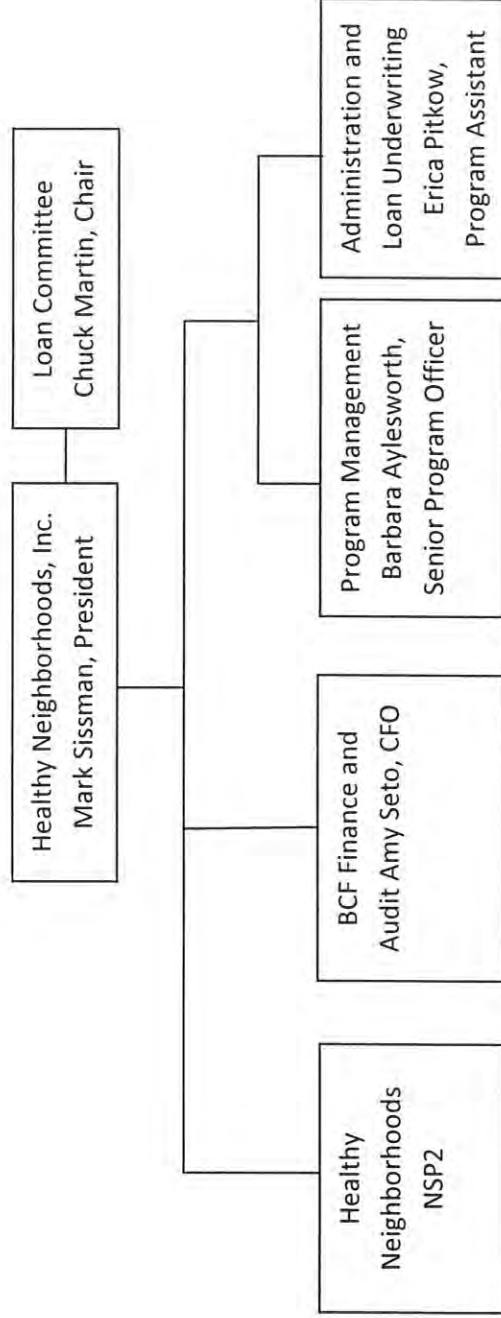 Healthy Neighborhoods, Inc.
Mark Sissman, President
Loan Committee
Chuck Martin, Chair
Healthy
Neighborhoods
NSP2
BCF Finance and
Audit Amy Seto, CFO
Program Management
Barbara Aylesworth,
Senior Program Officer
Administration and
Loan Underwriting
Erica Pitkow,
Program Assistant